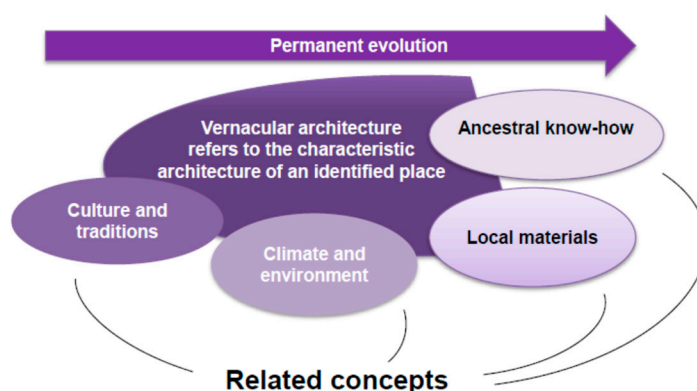 Permanent evolution
Vernacular architecture
refers to the characteristic
architecture of an identified place
Ancestral know-how
Culture and
traditions
Climate and
environment
Local materials
Related concepts